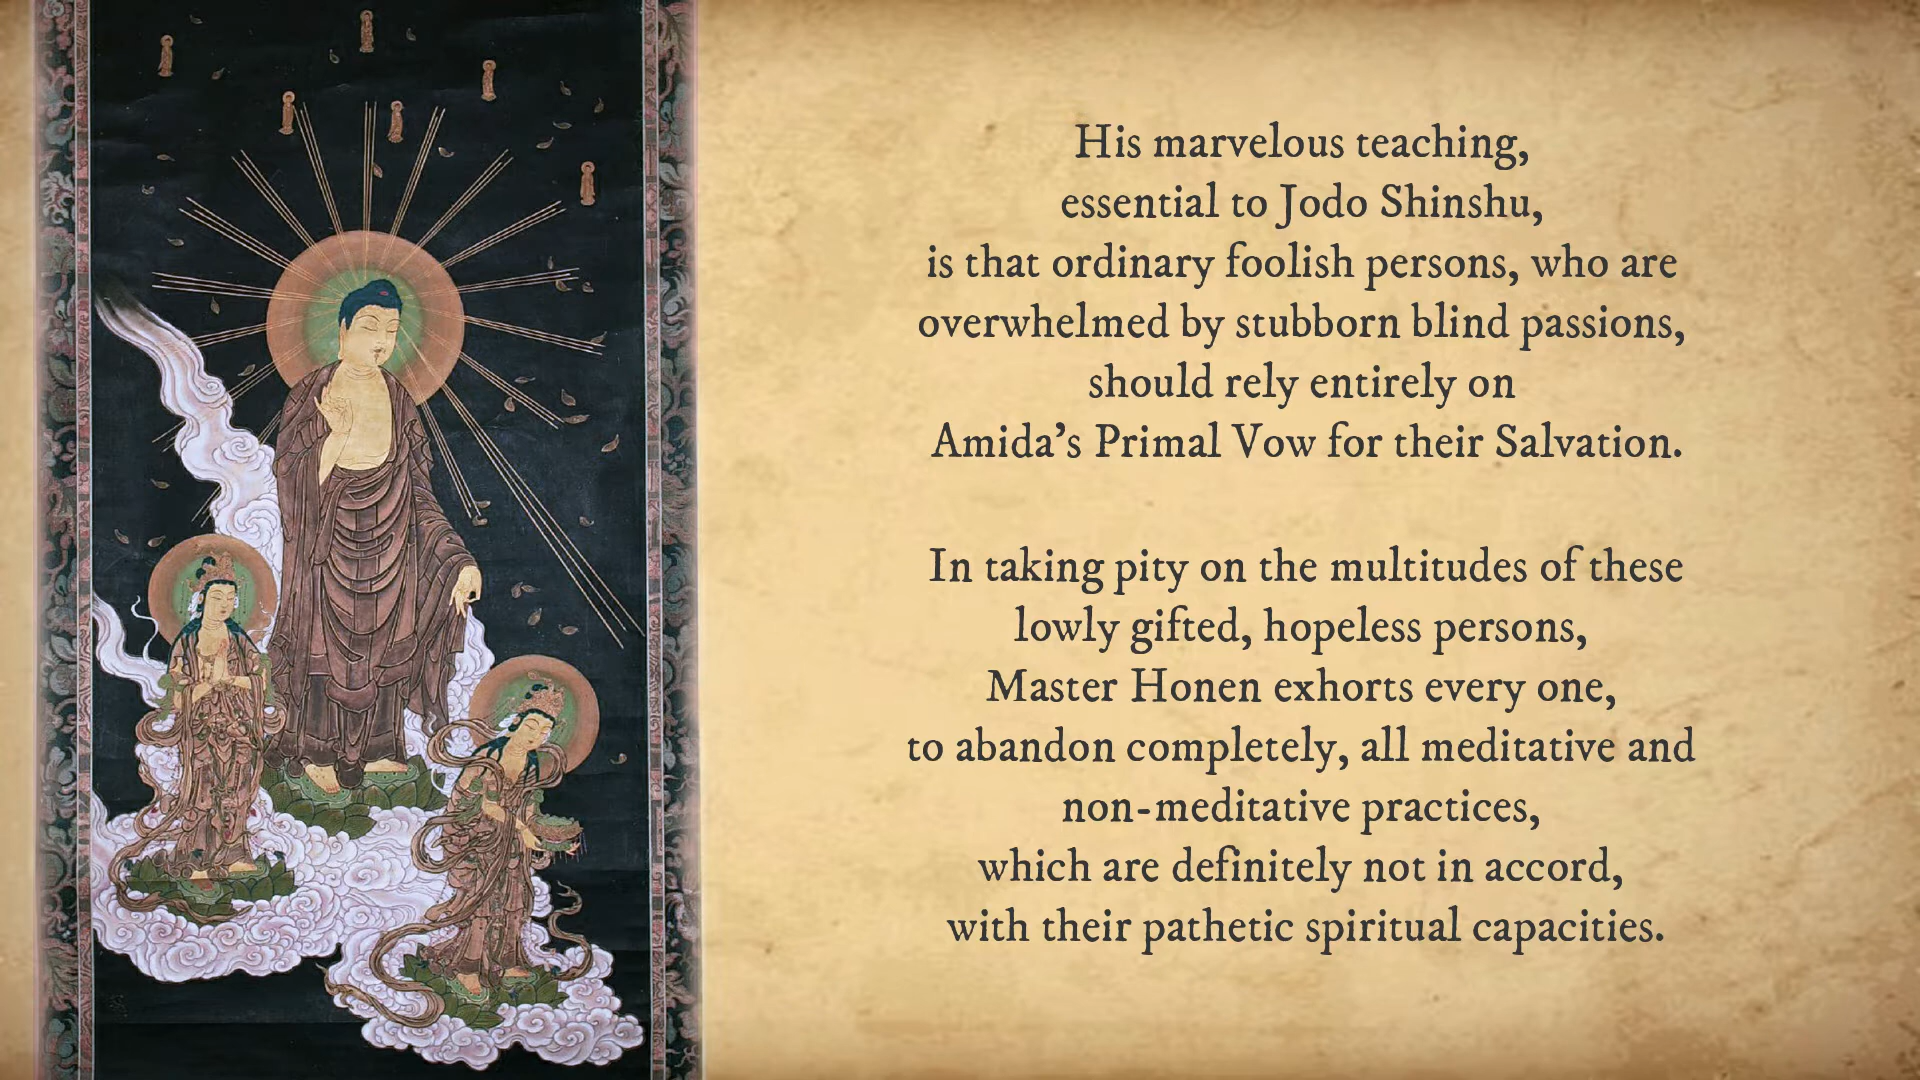 His marvelous teaching,
essential to Jodo Shinshu,
is that ordinary foolish persons, who are
overwhelmed by stubborn blind passions,
should rely entirely on
Amida’s Primal Vow for their Salvation.
In taking pity on the multitudes of these
lowly gifted, hopeless persons,
Master Honen exhorts every one,
to abandon completely, all meditative and
non-meditative practices,
which are definitely not in accord,
with their pathetic spiritual capacities.